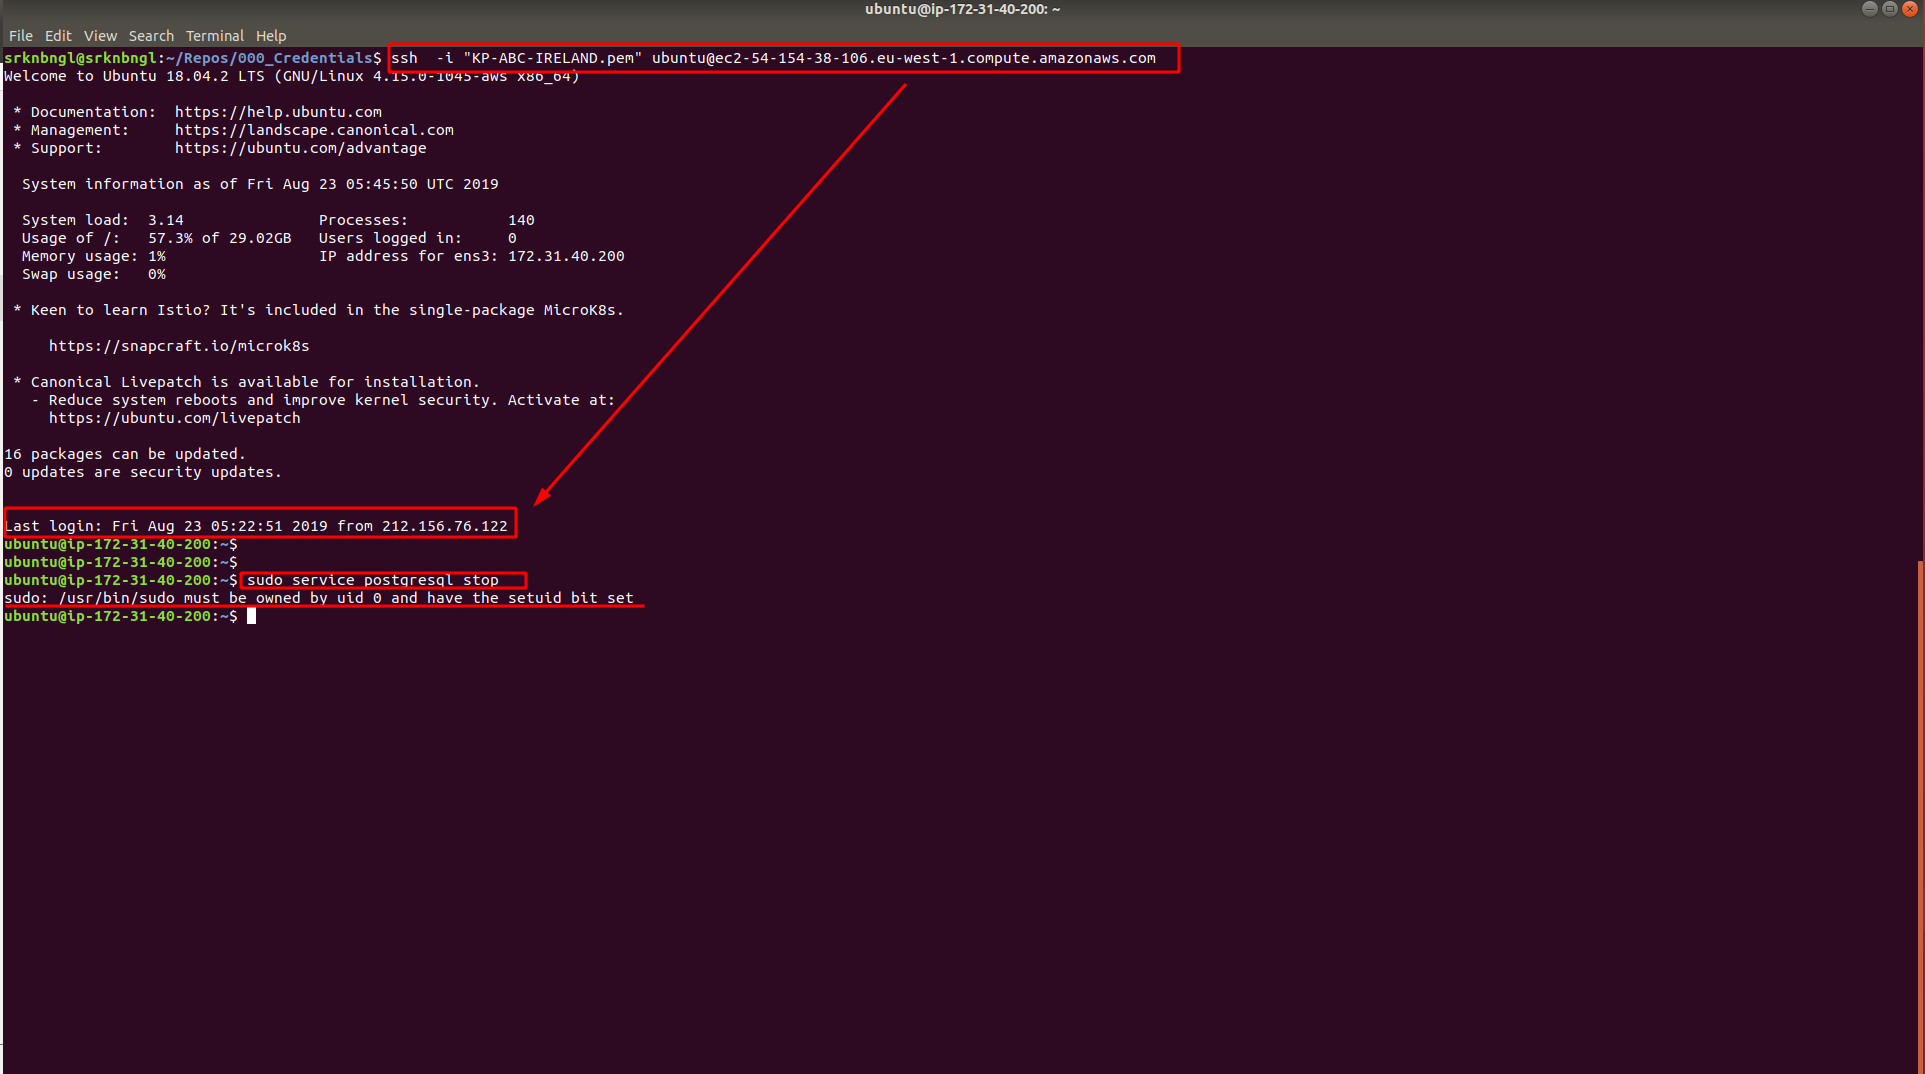 ubuntu@ip-172-31-40-200: ~
File Edit View Search Terminal Help
srknbngl@srknbngl:~/Repos/000_Credentials$ ssh  -i "KP-ABC-IRELAND.pem" ubuntu@ec2-54-154-38-106.eu-west-1.compute.amazonaws.com
Welcome to Ubuntu 18.04.2 LTS (GNU/Linux 4.15.0-1045-aws x86_64)
 * Documentation:  https://help.ubuntu.com
 * Management:     https://landscape.canonical.com
 * Support:        https://ubuntu.com/advantage
  System information as of Fri Aug 23 05:45:50 UTC 2019
  System load:  3.14               Processes:           140
  Usage of /:   57.3% of 29.02GB   Users logged in:     0
  Memory usage: 1%                 IP address for ens3: 172.31.40.200
  Swap usage:   0%
 * Keen to learn Istio? It's included in the single-package MicroK8s.
     https://snapcraft.io/microk8s
 * Canonical Livepatch is available for installation.
   - Reduce system reboots and improve kernel security. Activate at:
     https://ubuntu.com/livepatch
16 packages can be updated.
0 updates are security updates.
Last login: Fri Aug 23 05:22:51 2019 from 212.156.76.122
ubuntu@ip-172-31-40-200:~$
ubuntu@ip-172-31-40-200:~$
ubuntu@ip-172-31-40-200:~$ sudo service postgresql stop
sudo: /usr/bin/sudo must be owned by uid 0 and have the setuid bit set
ubuntu@ip-172-31-40-200:~$